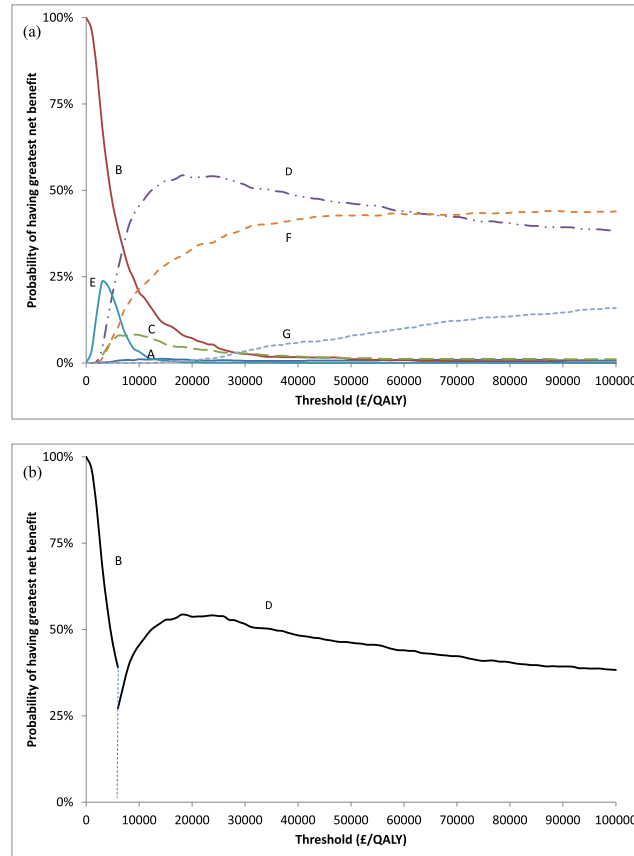 (a)
100%
75%
50%
25%
0%
Probability of having greatest net benefit
B
D
F
E
C
A
G
0 10000 20000 30000 40000 50000 60000 70000 80000 90000 100000
Threshold (£/QALY)
(b)
100%
75%
50%
25%
0%
Probability of having greatest net benefit
B
D
0 10000 20000 30000 40000 50000 60000 70000 80000 90000 100000
Threshold (£/QALY)